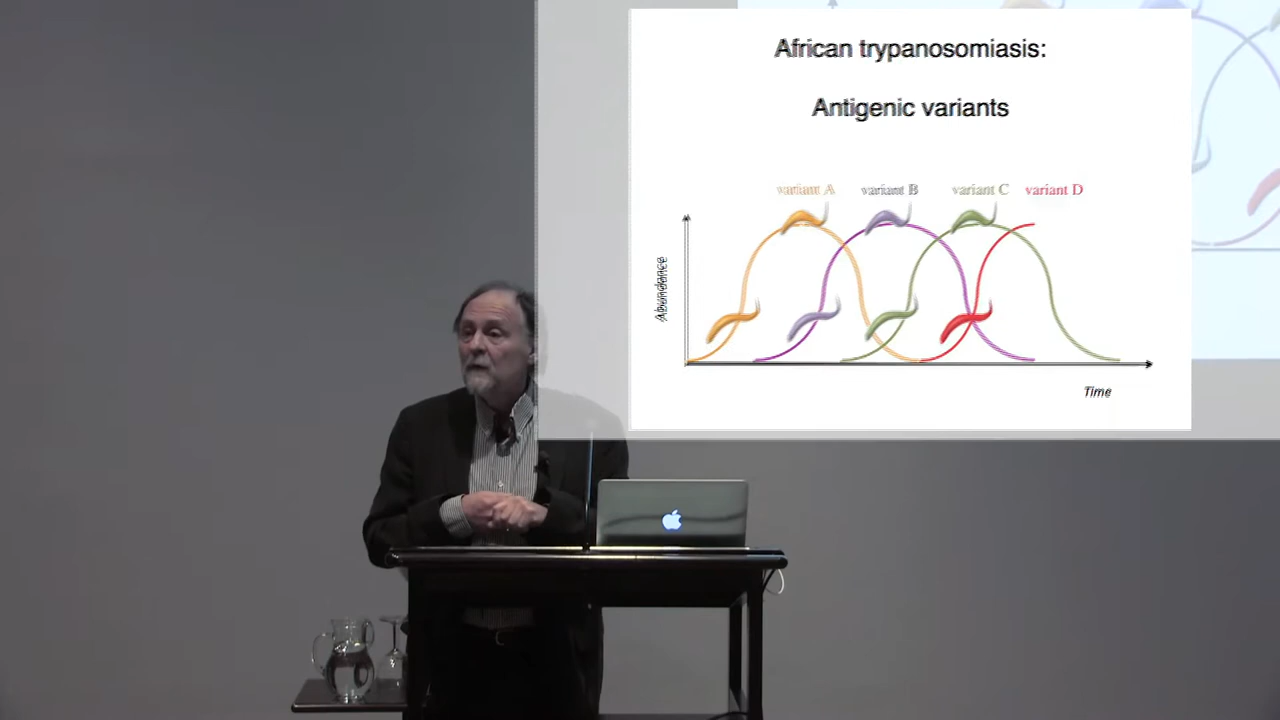 African trypanosomiasis:
Antigenic variants
variant A variant B variant C variant D
Abundance
Time